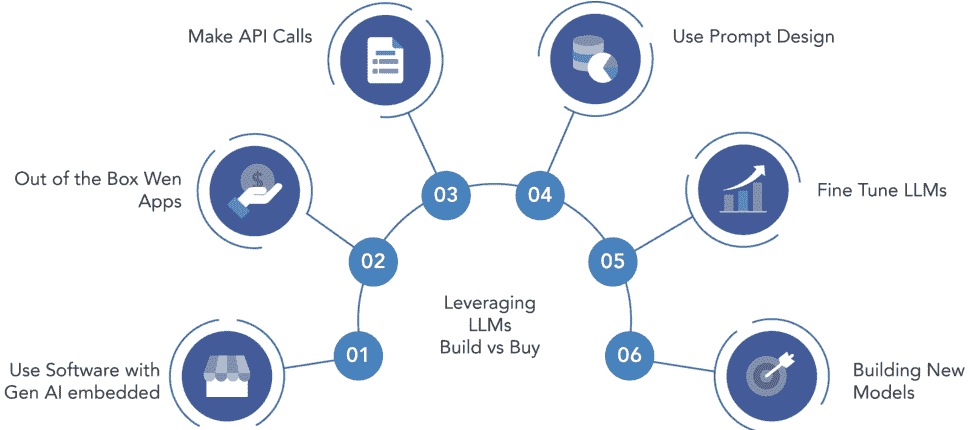 Make API Calls
Use Prompt Design
Out of the Box Wen
Apps
03
04
Fine Tune LLMs
02
05
Leveraging
LLMs
Build vs Buy
01
06
Use Software with
Gen AI embedded
Building New
Models
$